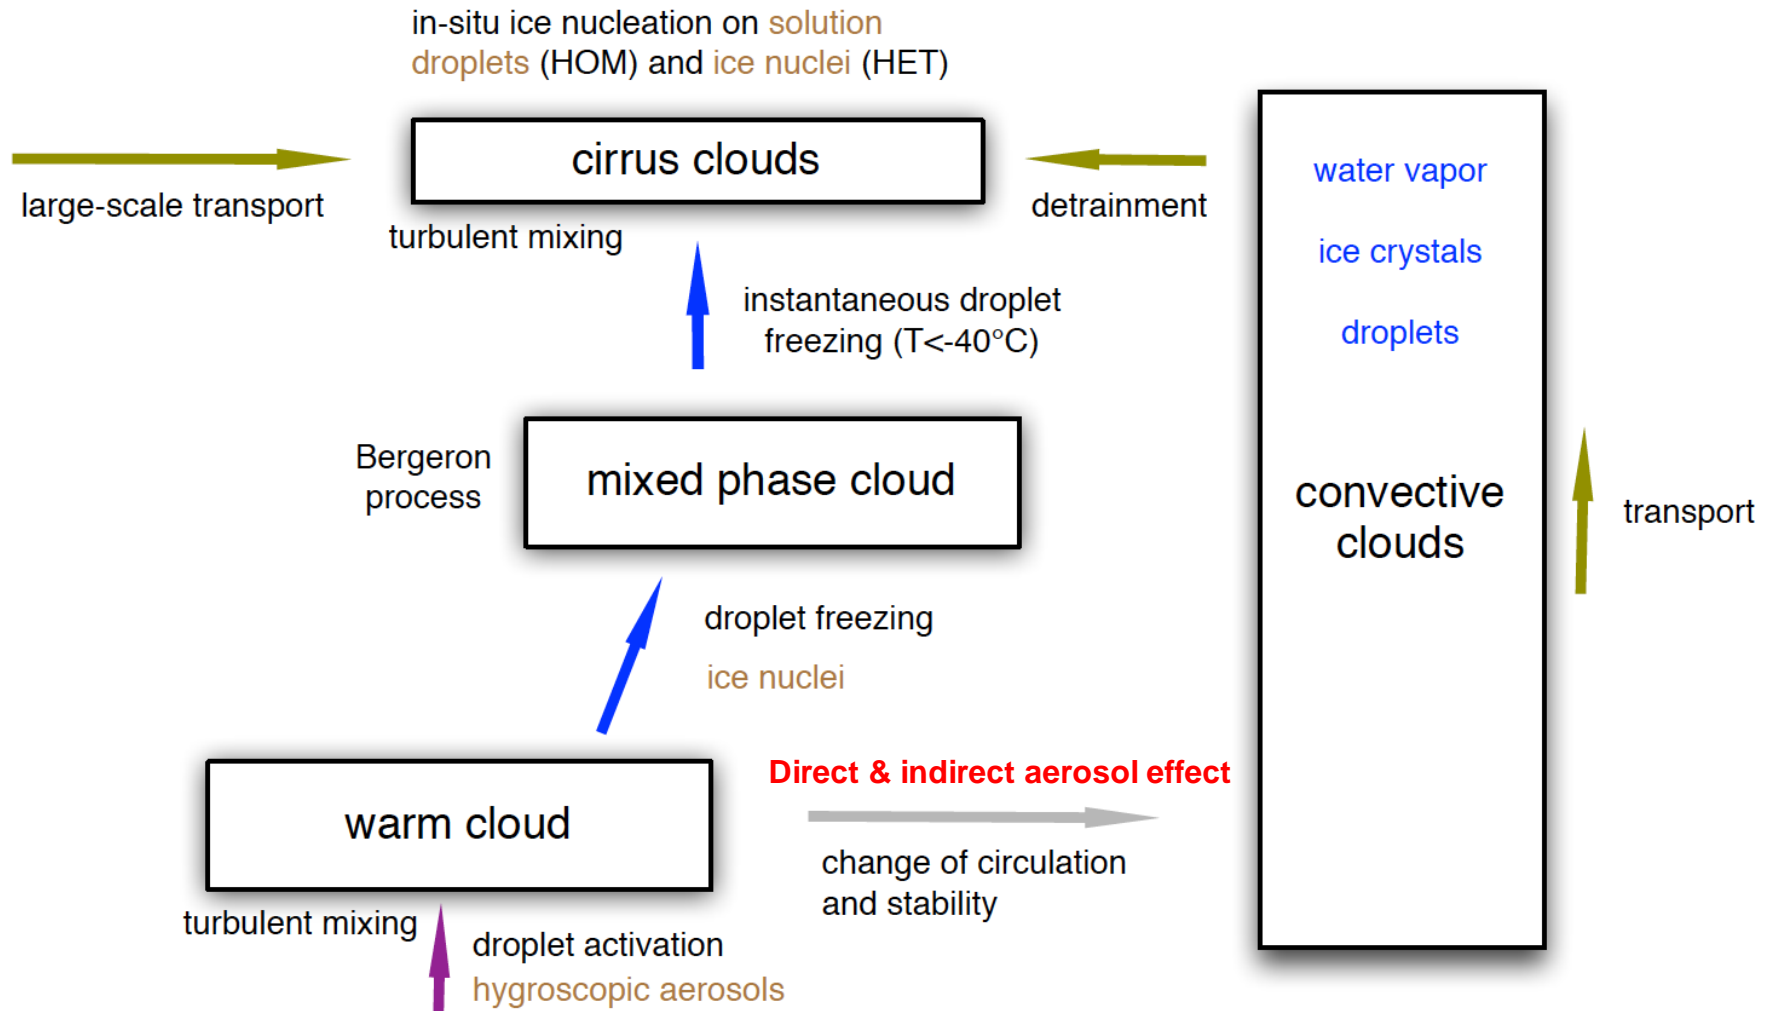 in-situ ice nucleation on solution
droplets (HOM) and ice nuclei (HET)
cirrus clouds
large-scale transport
detrainment
turbulent mixing
instantaneous droplet
freezing (T<-40°C)
Bergeron
process
mixed phase cloud
droplet freezing
ice nuclei
Direct & indirect aerosol effect
warm cloud
change of circulation
and stability
turbulent mixing
droplet activation
hygroscopic aerosols
water vapor
ice crystals
droplets
convective
clouds
transport